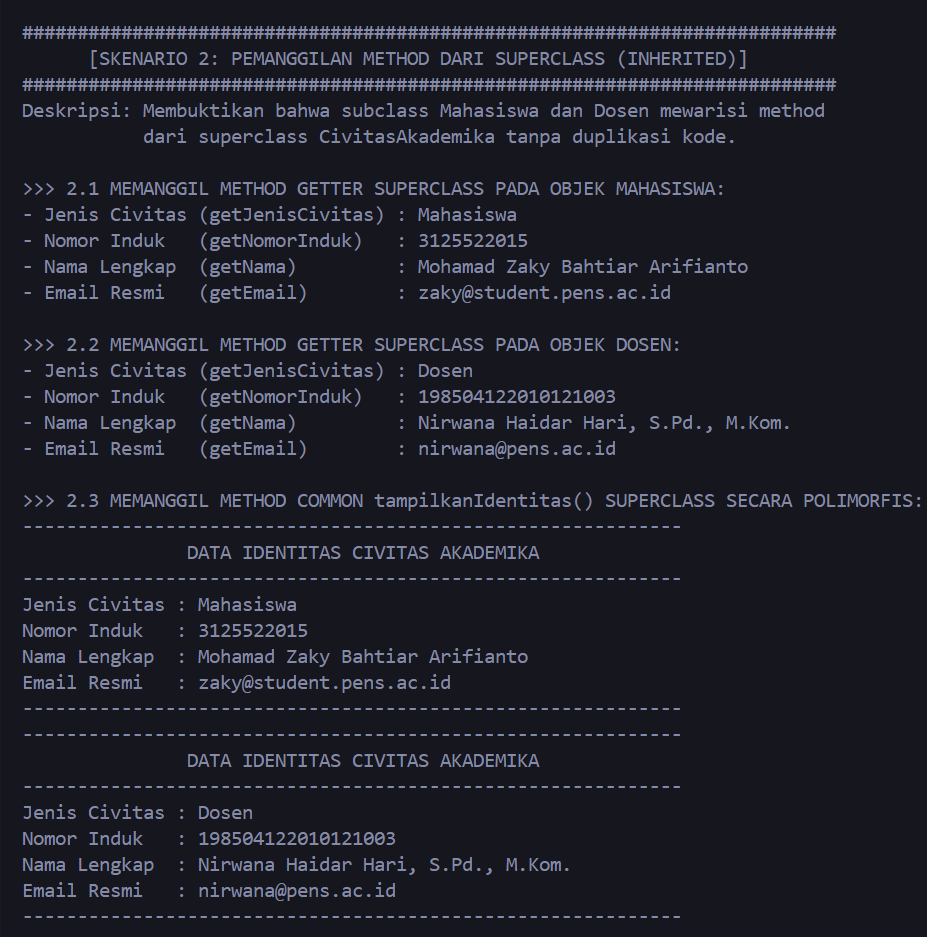 ##########################################################################
[SKENARIO 2: PEMANGGILAN METHOD DARI SUPERCLASS (INHERITED)]
##########################################################################
Deskripsi: Membuktikan bahwa subclass Mahasiswa dan Dosen mewarisi method
dari superclass CivitasAkademika tanpa duplikasi kode.
>>> 2.1 MEMANGGIL METHOD GETTER SUPERCLASS PADA OBJEK MAHASISWA:
- Jenis Civitas (getJenisCivitas) : Mahasiswa
- Nomor Induk   (getNomorInduk)   : 3125522015
- Nama Lengkap  (getNama)         : Mohamad Zaky Bahtiar Arifianto
- Email Resmi   (getEmail)        : zaky@student.pens.ac.id
>>> 2.2 MEMANGGIL METHOD GETTER SUPERCLASS PADA OBJEK DOSEN:
- Jenis Civitas (getJenisCivitas) : Dosen
- Nomor Induk   (getNomorInduk)   : 198504122010121003
- Nama Lengkap  (getNama)         : Nirwana Haidar Hari, S.Pd., M.Kom.
- Email Resmi   (getEmail)        : nirwana@pens.ac.id
>>> 2.3 MEMANGGIL METHOD COMMON tampilkanIdentitas() SUPERCLASS SECARA POLIMORFIS:
------------------------------------------------------------
DATA IDENTITAS CIVITAS AKADEMIKA
------------------------------------------------------------
Jenis Civitas : Mahasiswa
Nomor Induk   : 3125522015
Nama Lengkap  : Mohamad Zaky Bahtiar Arifianto
Email Resmi   : zaky@student.pens.ac.id
------------------------------------------------------------
------------------------------------------------------------
DATA IDENTITAS CIVITAS AKADEMIKA
------------------------------------------------------------
Jenis Civitas : Dosen
Nomor Induk   : 198504122010121003
Nama Lengkap  : Nirwana Haidar Hari, S.Pd., M.Kom.
Email Resmi   : nirwana@pens.ac.id
------------------------------------------------------------